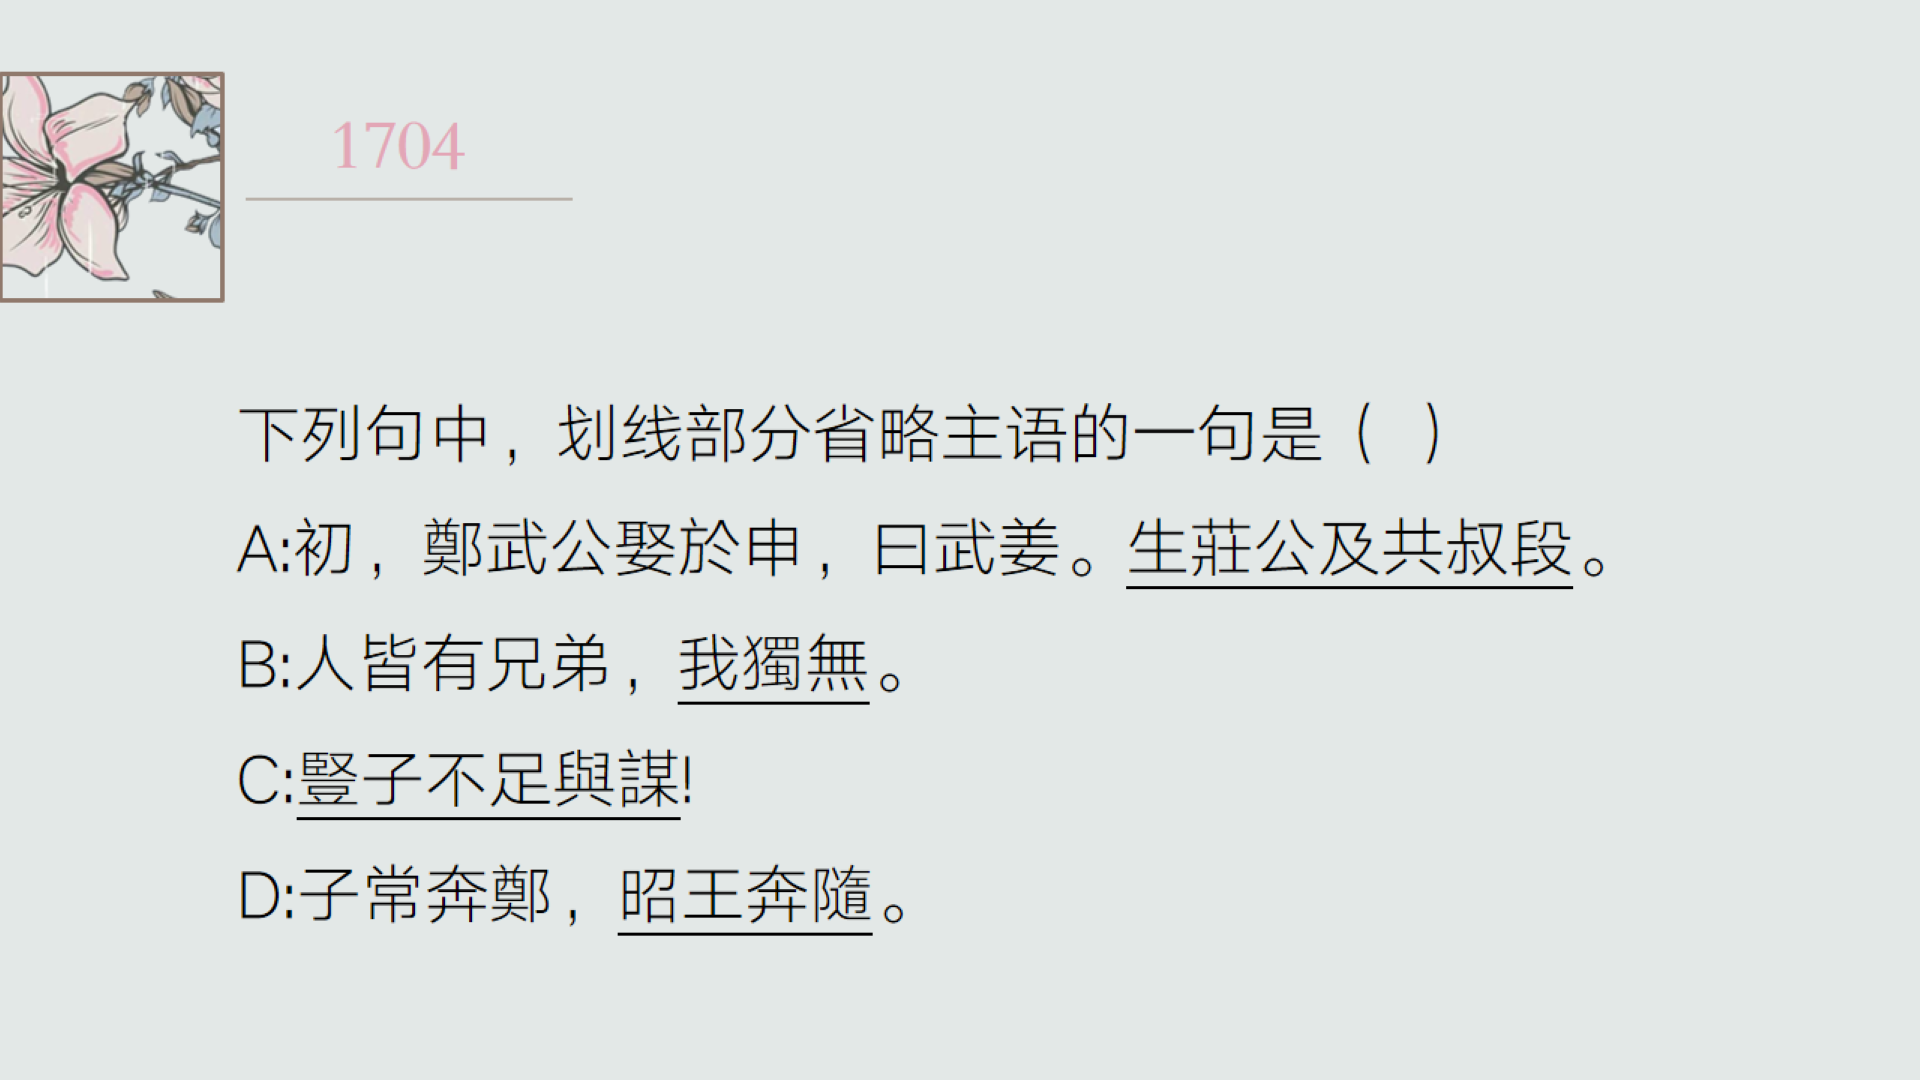 1704
下列句中，划线部分省略主语的一句是（ ）
A:初，鄭武公娶於申，曰武姜。生莊公及共叔段。
B:人皆有兄弟，我獨無。
C:豎子不足與謀!
D:子常奔鄭，昭王奔隨。